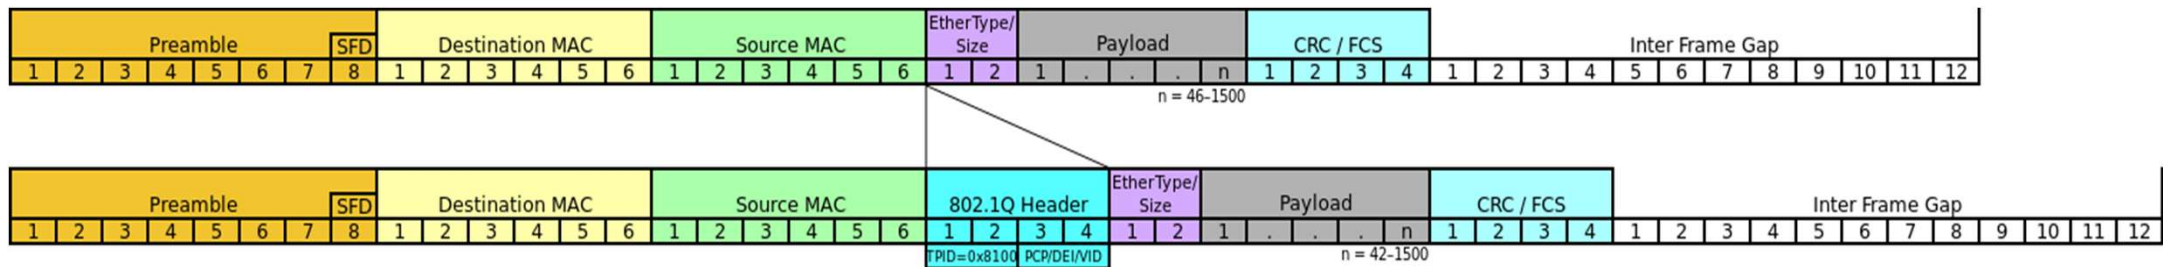 EtherType/
Preamble SFD Destination MAC Source MAC Size Payload CRC / FCS Inter Frame Gap
1 2 3 4 5 6 7 8 1 2 3 4 5 6 1 2 3 4 5 6 1 2 1 . . . n 1 2 3 4 1 2 3 4 5 6 7 8 9 10 11 12
n = 46–1500
EtherType/
Preamble SFD Destination MAC Source MAC 802.1Q Header Size Payload CRC / FCS Inter Frame Gap
1 2 3 4 5 6 7 8 1 2 3 4 5 6 1 2 3 4 5 6 1 2 3 4 1 2 1 . . . n 1 2 3 4 1 2 3 4 5 6 7 8 9 10 11 12
TPID=0x8100 PCP/DEI/VID n = 42–1500